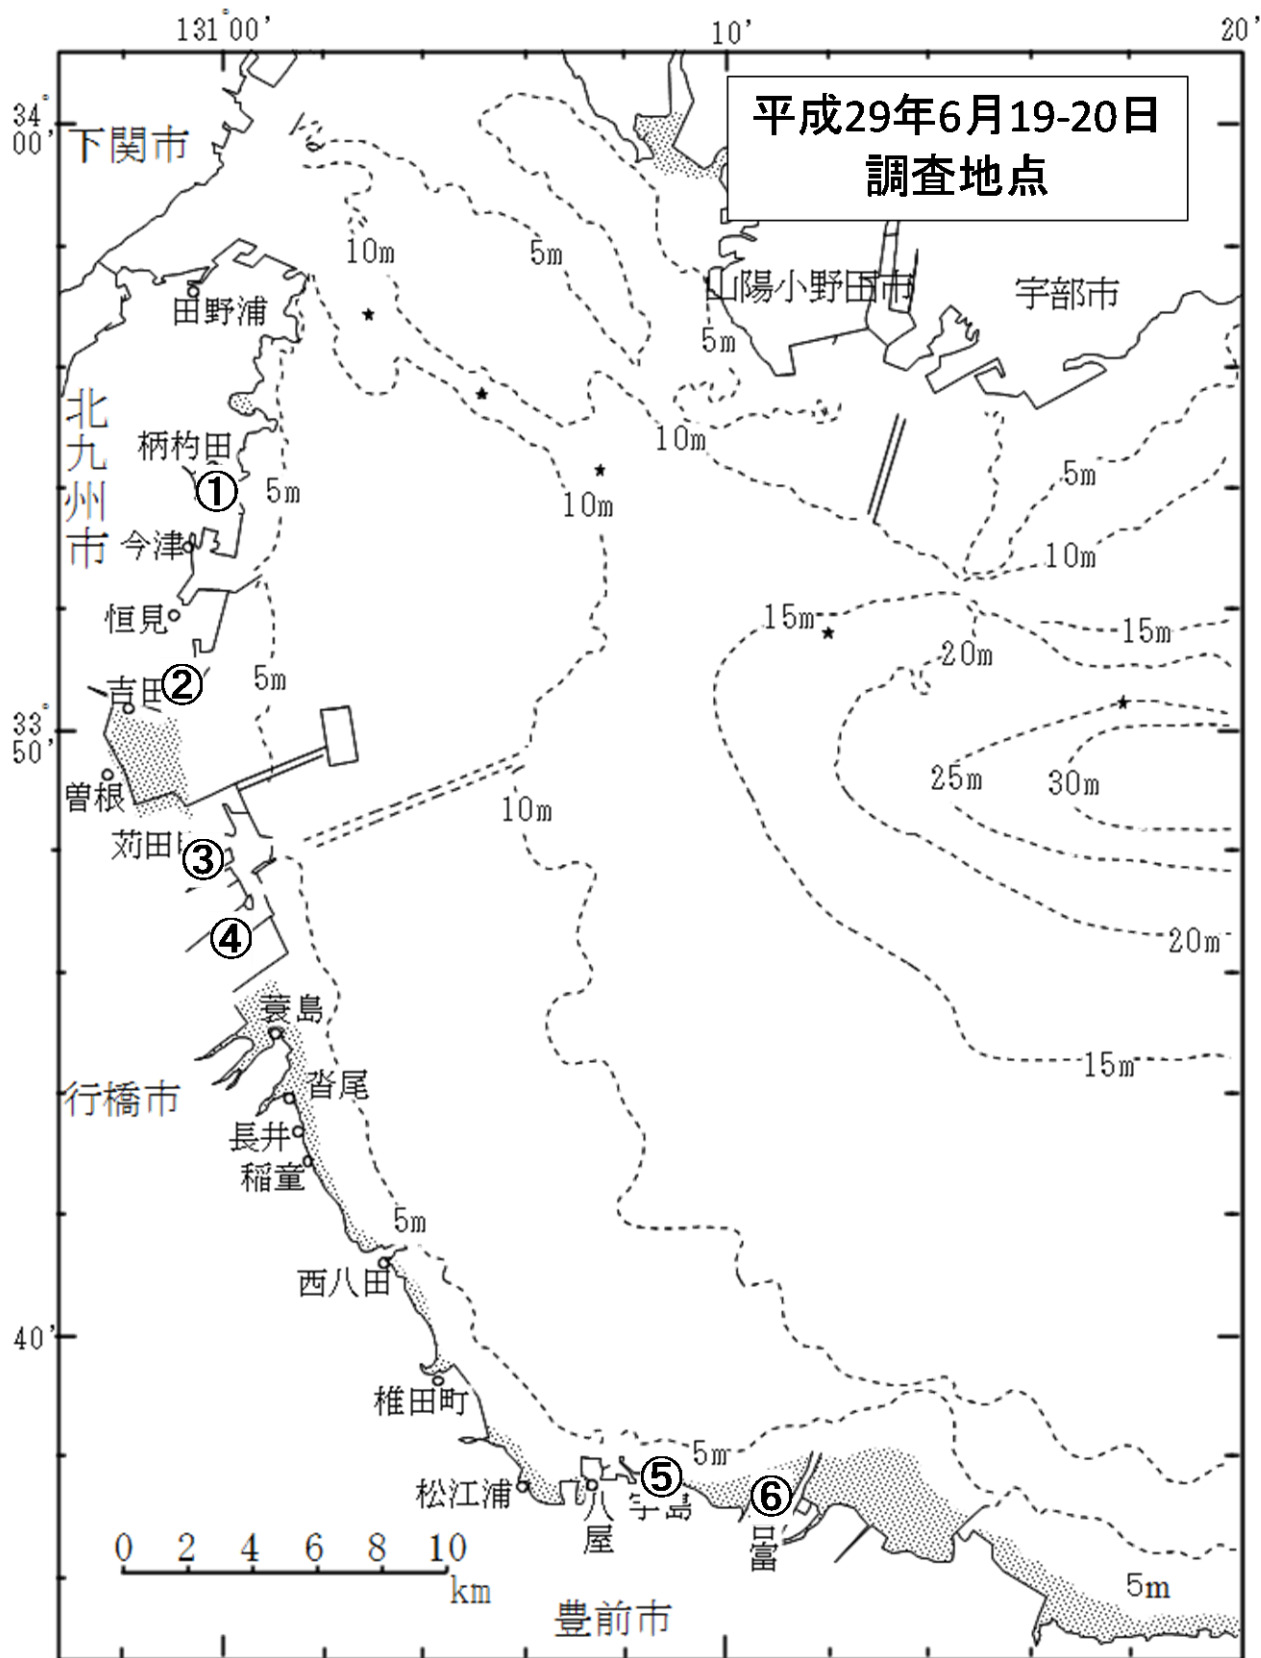 131°00'
10'
20'
34°00'
下関市
平成29年6月19-20日
調査地点
10m
5m
山陽小野田市
宇部市
田野浦
5m
北九州市
柄杓田
①
5m
10m
5m
10m
10m
今津
恒見
15m
15m
20m
吉田
②
5m
33°50'
曽根
25m
30m
10m
苅田
③
④
20m
蓑島
15m
行橋市
沓尾
長井
稲童
5m
西八田
40'
椎田町
5m
松江浦
八屋
⑤
宇島
⑥
吉富
0 2 4 6 8 10
km
5m
豊前市